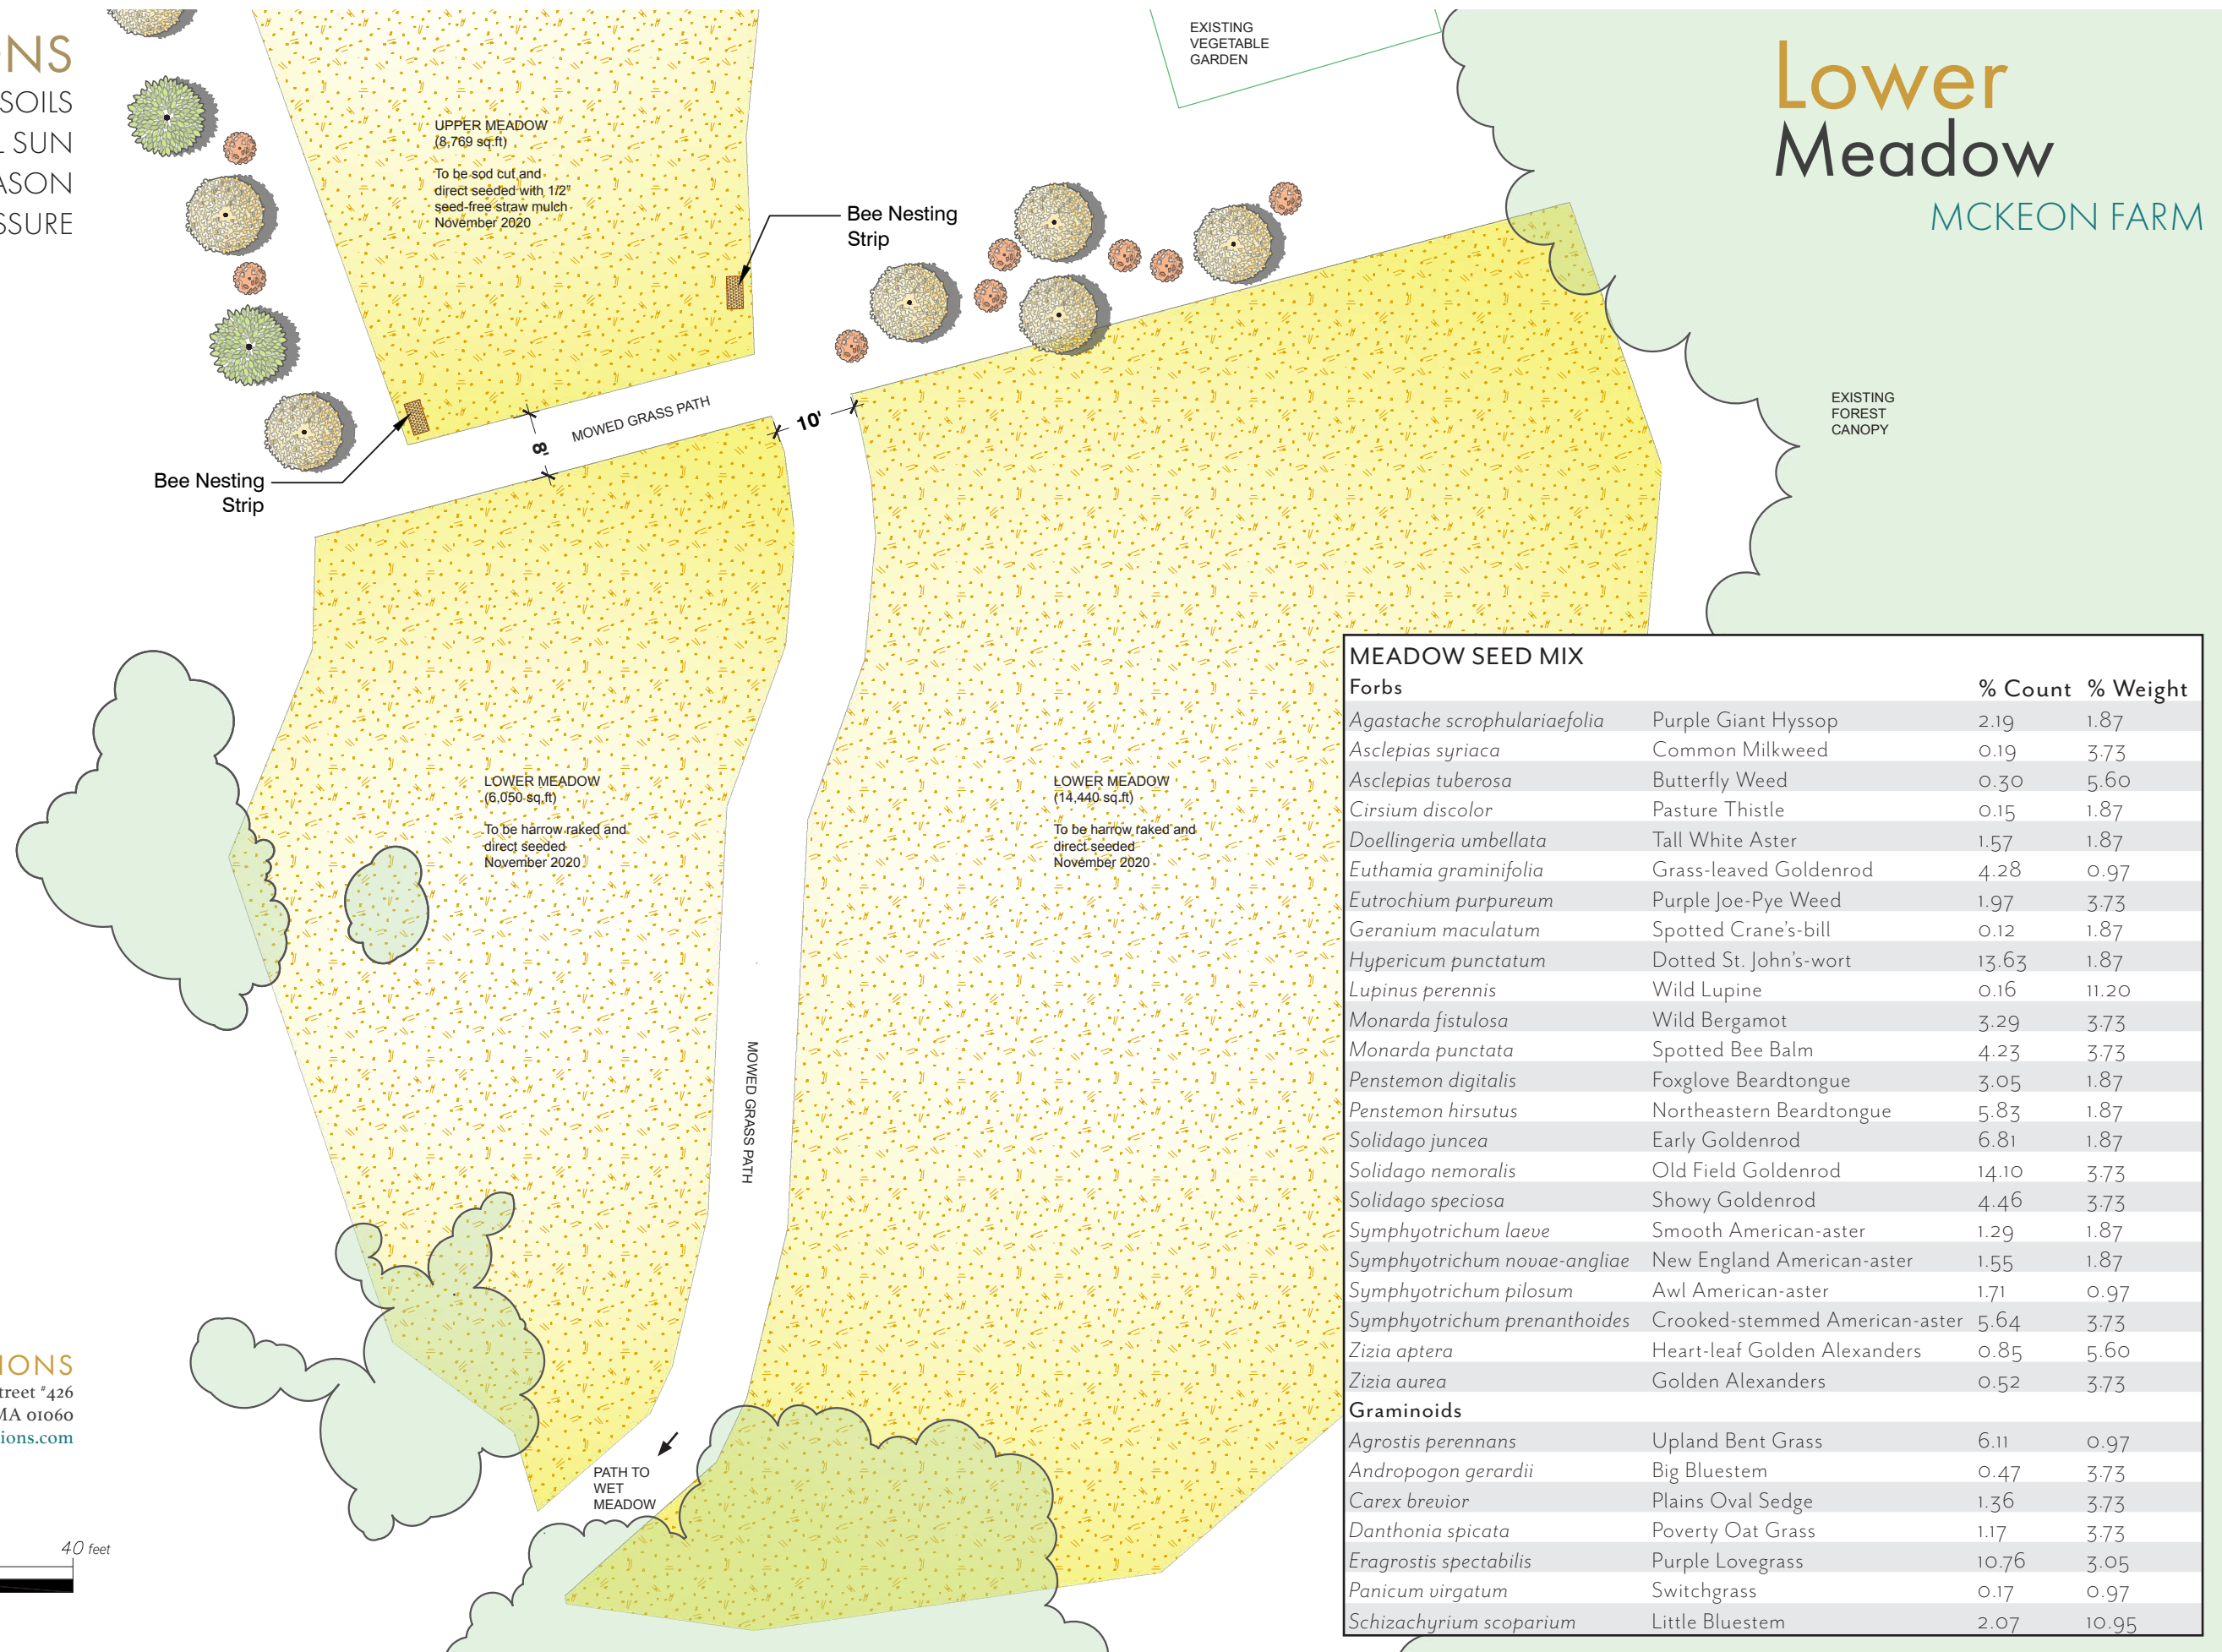 NS
SOILS
L SUN
ASON
SSURE
UPPER MEADOW
(8,769 sq.ft)
To be sod cut and
direct seeded with 1/2"
seed-free straw mulch
November 2020
Bee Nesting
Strip
EXISTING
VEGETABLE
GARDEN
Lower
Meadow
MCKEON FARM
EXISTING
FOREST
CANOPY
MOWED GRASS PATH
8'
10'
Bee Nesting
Strip
LOWER MEADOW
(6,050 sq.ft)
To be harrow raked and
direct seeded
November 2020
LOWER MEADOW
(14,440 sq.ft)
To be harrow raked and
direct seeded
November 2020
MOWED GRASS PATH
PATH TO
WET
MEADOW
IONS
treet #426
MA 01060
ions.com
40 feet
MEADOW SEED MIX
Forbs % Count % Weight
Agastache scrophulariaefolia Purple Giant Hyssop 2.19 1.87
Asclepias syriaca Common Milkweed 0.19 3.73
Asclepias tuberosa Butterfly Weed 0.30 5.60
Cirsium discolor Pasture Thistle 0.15 1.87
Doellingeria umbellata Tall White Aster 1.57 1.87
Euthamia graminifolia Grass-leaved Goldenrod 4.28 0.97
Eutrochium purpureum Purple Joe-Pye Weed 1.97 3.73
Geranium maculatum Spotted Crane's-bill 0.12 1.87
Hypericum punctatum Dotted St. John's-wort 13.63 1.87
Lupinus perennis Wild Lupine 0.16 11.20
Monarda fistulosa Wild Bergamot 3.29 3.73
Monarda punctata Spotted Bee Balm 4.23 3.73
Penstemon digitalis Foxglove Beardtongue 3.05 1.87
Penstemon hirsutus Northeastern Beardtongue 5.83 1.87
Solidago juncea Early Goldenrod 6.81 1.87
Solidago nemoralis Old Field Goldenrod 14.10 3.73
Solidago speciosa Showy Goldenrod 4.46 3.73
Symphyotrichum laeve Smooth American-aster 1.29 1.87
Symphyotrichum novae-angliae New England American-aster 1.55 1.87
Symphyotrichum pilosum Awl American-aster 1.71 0.97
Symphyotrichum prenanthoides Crooked-stemmed American-aster 5.64 3.73
Zizia aptera Heart-leaf Golden Alexanders 0.85 5.60
Zizia aurea Golden Alexanders 0.52 3.73
Graminoids
Agrostis perennans Upland Bent Grass 6.11 0.97
Andropogon gerardii Big Bluestem 0.47 3.73
Carex brevior Plains Oval Sedge 1.36 3.73
Danthonia spicata Poverty Oat Grass 1.17 3.73
Eragrostis spectabilis Purple Lovegrass 10.76 3.05
Panicum virgatum Switchgrass 0.17 0.97
Schizachyrium scoparium Little Bluestem 2.07 10.95